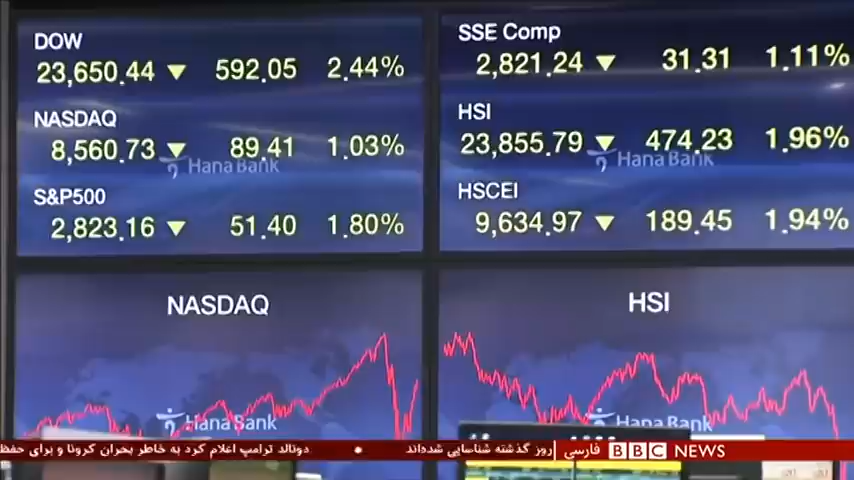 DOW
23,650.44 ▼ 592.05 2.44%
NASDAQ
8,560.73 ▼ 89.41 1.03%
Hana Bank
S&P500
2,823.16 ▼ 51.40 1.80%
SSE Comp
2,821.24 ▼ 31.31 1.11%
HSI
23,855.79 ▼ 474.23 1.96%
Hana Bank
HSCEI
9,634.97 ▼ 189.45 1.94%
NASDAQ
Hana Bank
HSI
Hana Bank
BBC NEWS فارسی
روز گذشته شناسایی شده‌اند • دونالد ترامپ اعلام کرد به خاطر بحران کرونا و برای حفظ